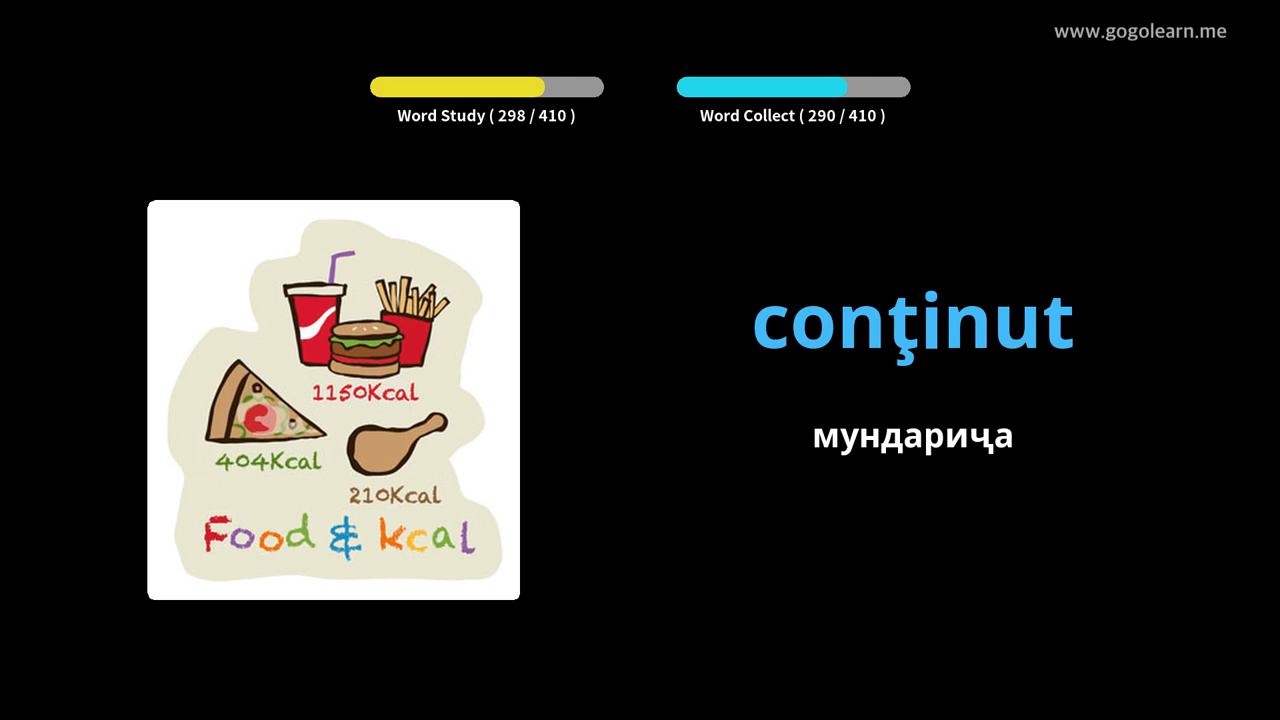 www.gogolearn.me
Word Study ( 298 / 410 )
Word Collect ( 290 / 410 )
1150Kcal
404Kcal
210Kcal
Food & kcal
conţinut
мундариҷа